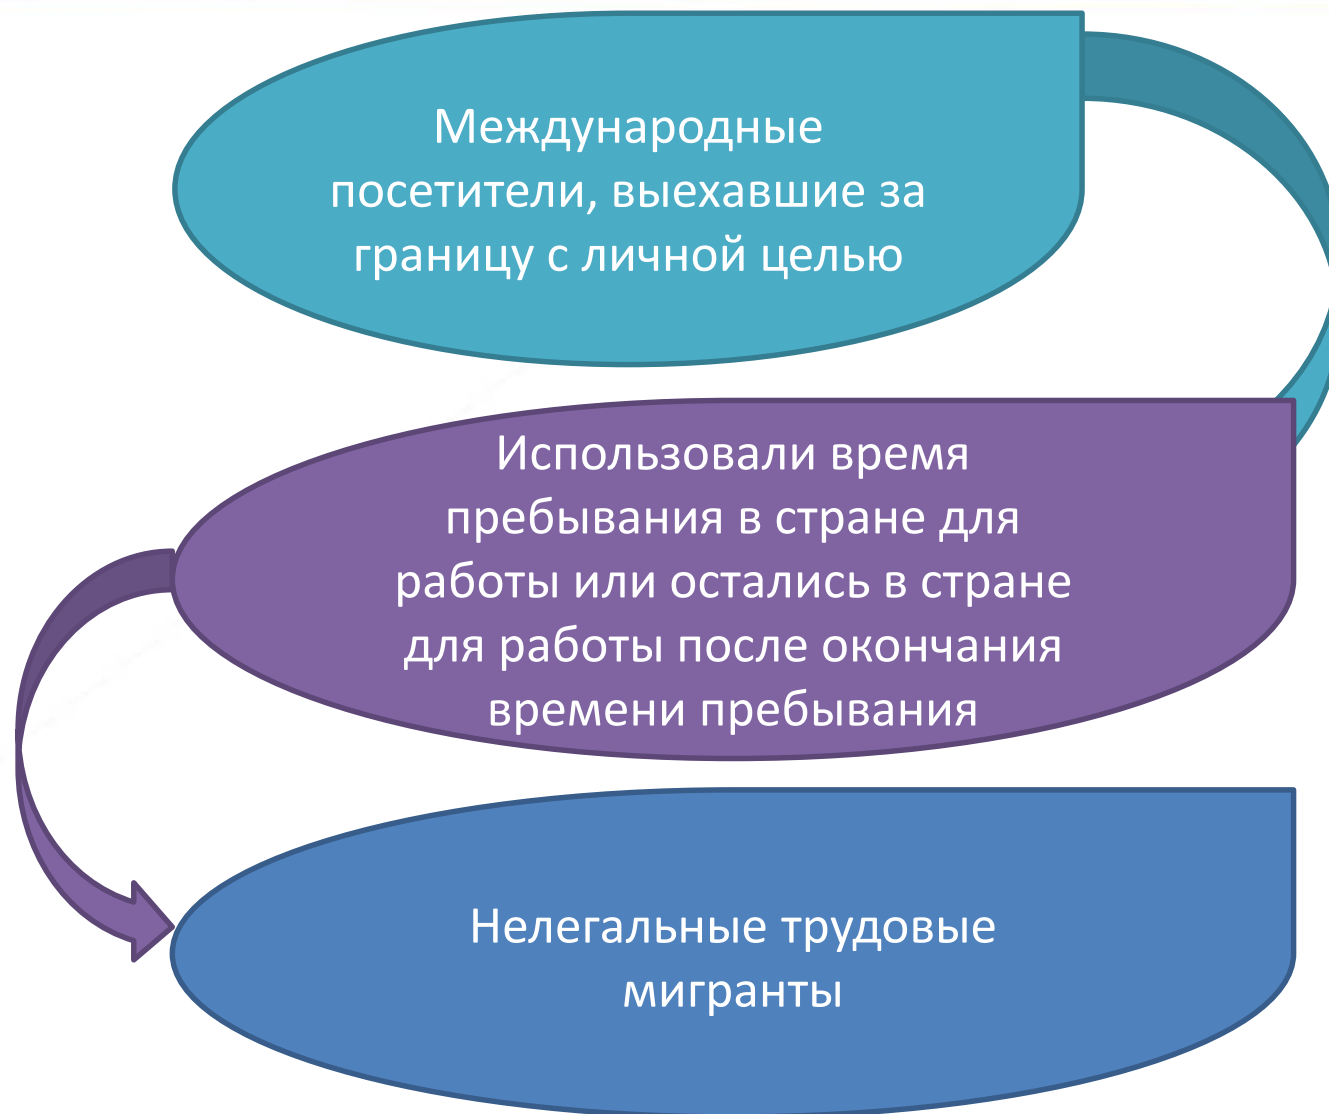 Международные
посетители, выехавшие за
границу с личной целью
Использовали время
пребывания в стране для
работы или остались в стране
для работы после окончания
времени пребывания
Нелегальные трудовые
мигранты